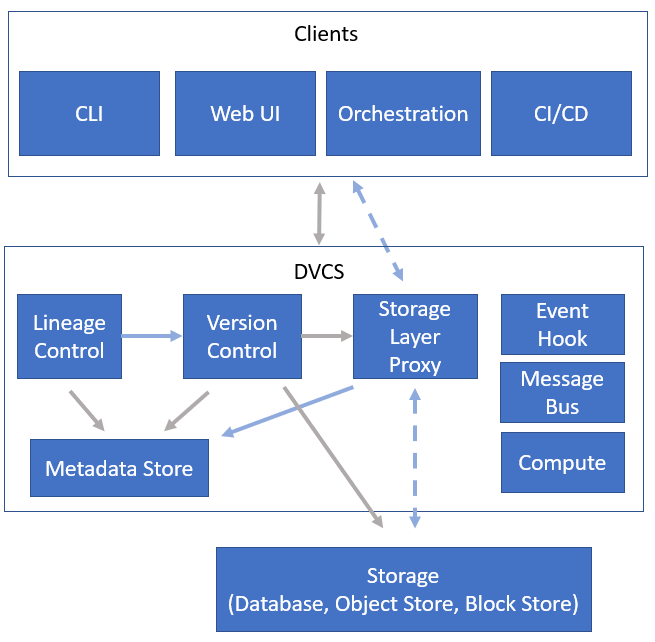 Clients
CLI
Web UI
Orchestration
CI/CD
DVCS
Lineage
Control
Version
Control
Storage
Layer
Proxy
Event
Hook
Message
Bus
Metadata Store
Compute
Storage
(Database, Object Store, Block Store)